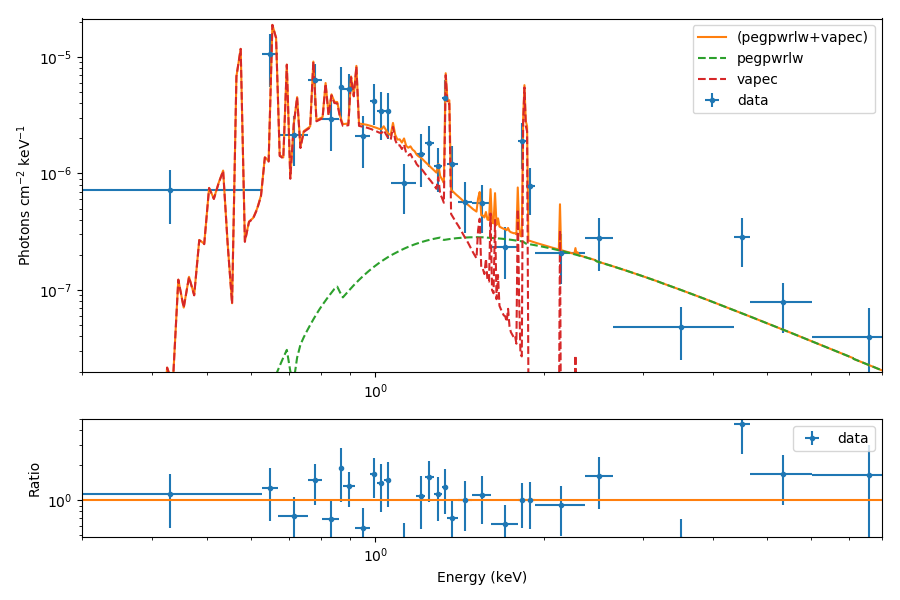 10⁻⁵
10⁻⁶
10⁻⁷
Photons cm⁻² keV⁻¹
(pegpwrlw+vapec)
pegpwrlw
vapec
data
10⁰
data
10⁰
Ratio
10⁰
Energy (keV)